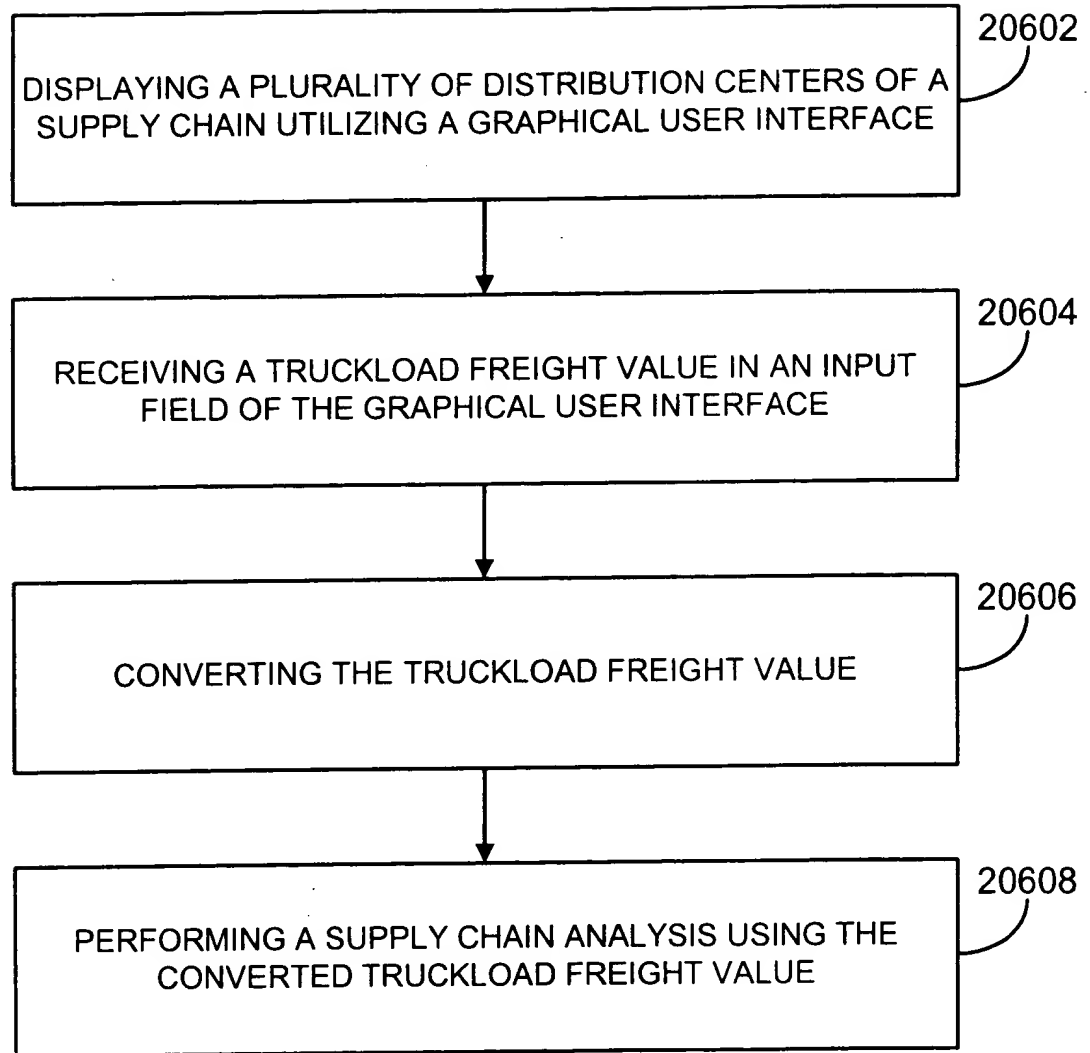 20602
DISPLAYING A PLURALITY OF DISTRIBUTION CENTERS OF A
SUPPLY CHAIN UTILIZING A GRAPHICAL USER INTERFACE
20604
RECEIVING A TRUCKLOAD FREIGHT VALUE IN AN INPUT
FIELD OF THE GRAPHICAL USER INTERFACE
20606
CONVERTING THE TRUCKLOAD FREIGHT VALUE
20608
PERFORMING A SUPPLY CHAIN ANALYSIS USING THE
CONVERTED TRUCKLOAD FREIGHT VALUE